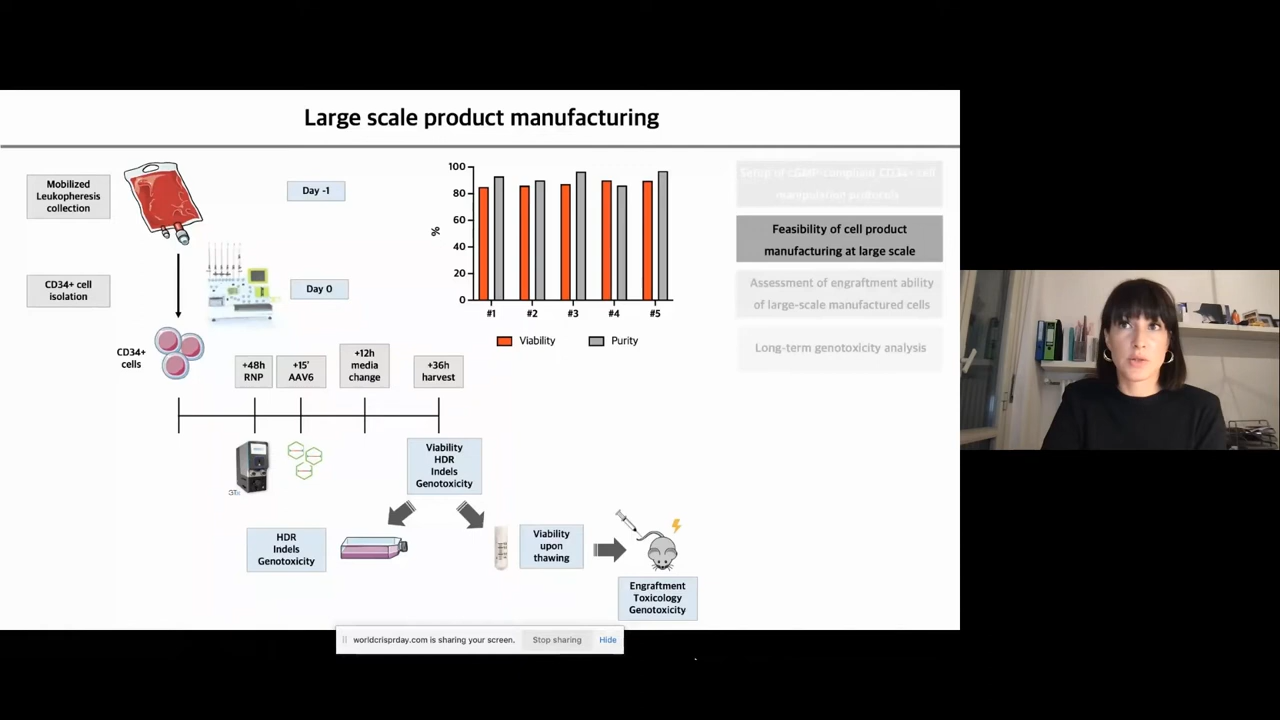 Large scale product manufacturing
Mobilized
Leukopheresis
collection
Day -1
CD34+ cell
isolation
Day 0
CD34+
cells
+48h
RNP
+15'
AAV6
+12h
media
change
+36h
harvest
Viability
HDR
Indels
Genotoxicity
HDR
Indels
Genotoxicity
Viability
upon
thawing
Engraftment
Toxicology
Genotoxicity
100
80
60
40
20
0
%
#1
#2
#3
#4
#5
Viability
Purity
Setup of cGMP-compliant CD34+ cell
manipulation protocols
Feasibility of cell product
manufacturing at large scale
Assessment of engraftment ability
of large-scale manufactured cells
Long-term genotoxicity analysis
worldcrisprday.com is sharing your screen.
Stop sharing
Hide